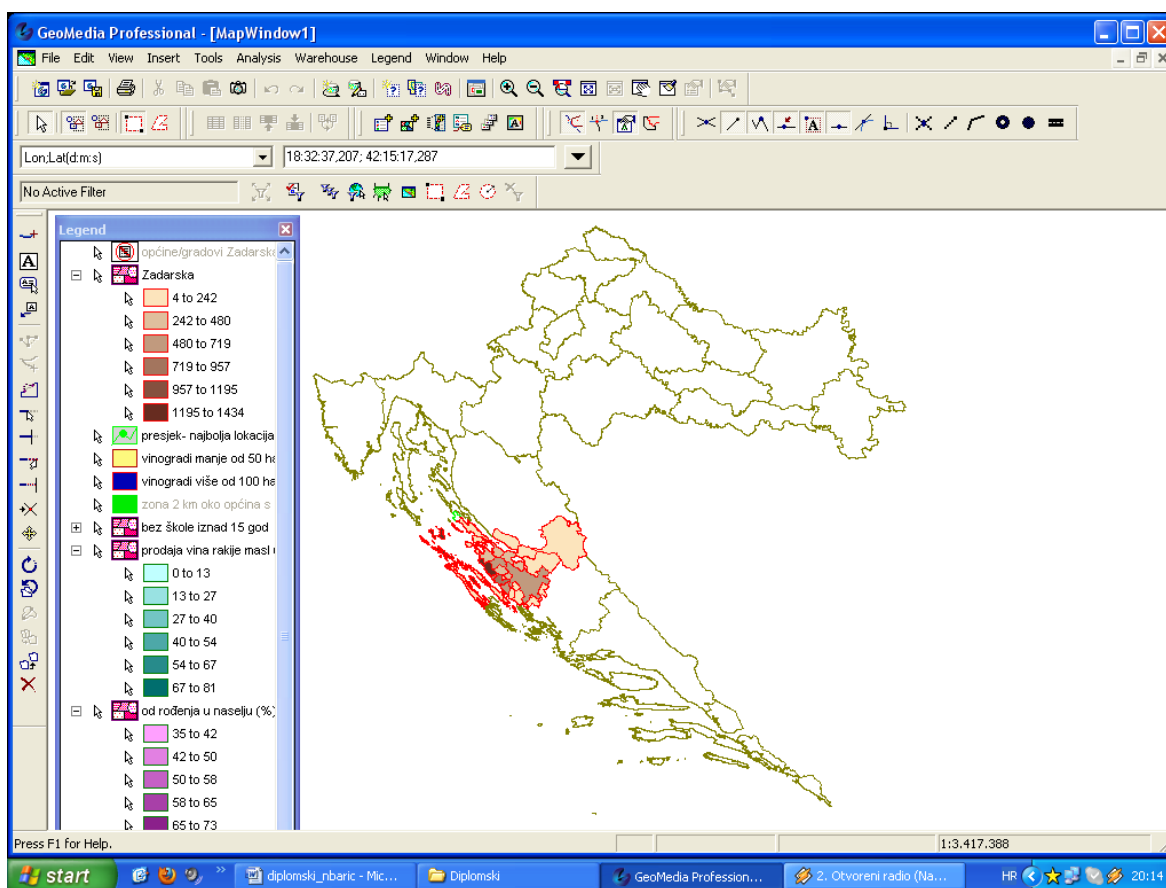 GeoMedia Professional - [MapWindow1]
File Edit View Insert Tools Analysis Warehouse Legend Window Help
Lon;Lat(d:m:s) 18:32:37,207; 42:15:17,287
No Active Filter
Legend
općine/gradovi Zadarska
Zadarska
4 to 242
242 to 480
480 to 719
719 to 957
957 to 1195
1195 to 1434
presjek- najbolja lokacija
vinogradi manje od 50 ha
vinogradi više od 100 ha
zona 2 km oko općina s
bez škole iznad 15 god
prodaja vina rakije masl
0 to 13
13 to 27
27 to 40
40 to 54
54 to 67
67 to 81
od rođenja u naselju (%)
35 to 42
42 to 50
50 to 58
58 to 65
65 to 73
Press F1 for Help. 1:3.417.388
start diplomski_nbaric - Mic... Diplomski GeoMedia Profession... 2. Otvoreni radio (Na... HR 20:14